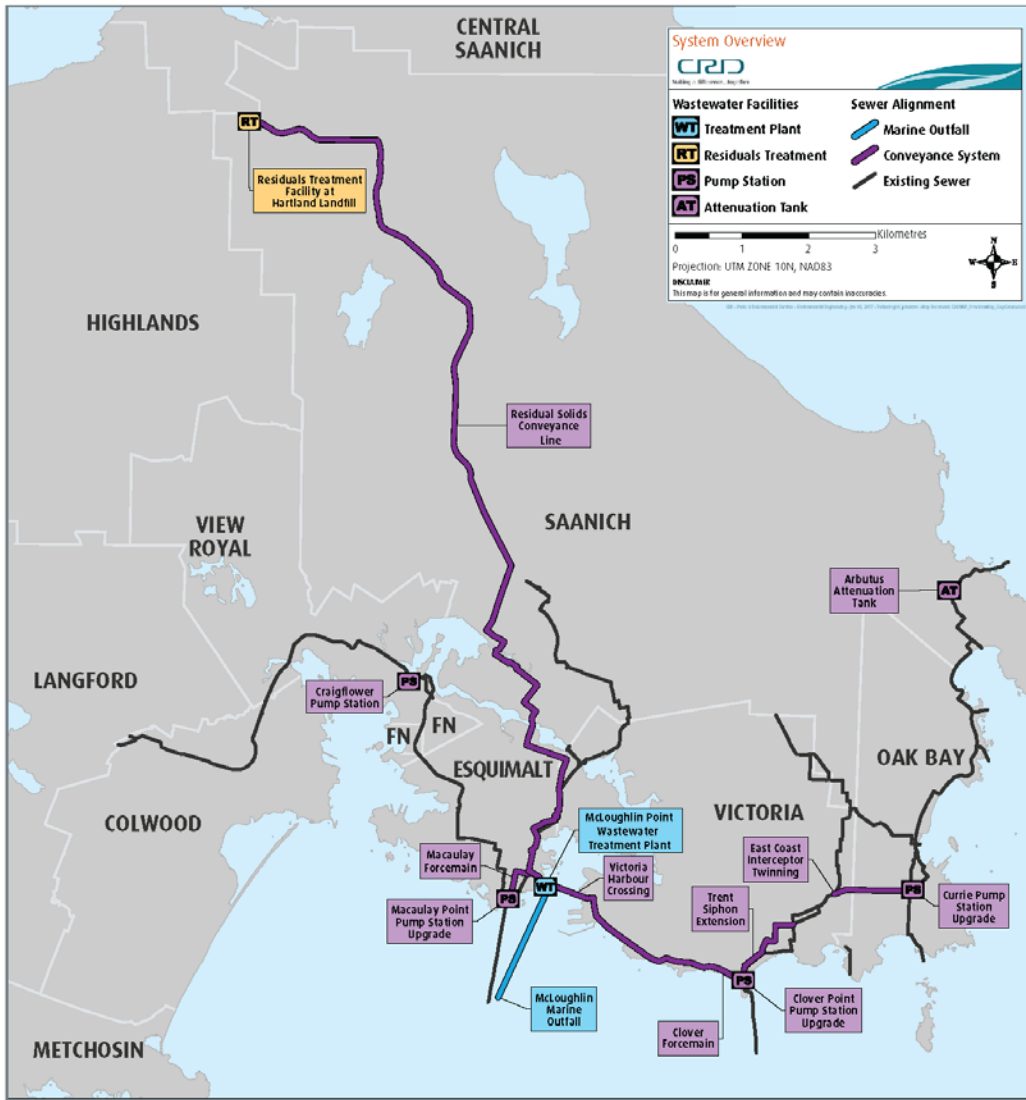 CENTRAL
SAANICH
System Overview
CRD
Making a difference...together
Wastewater Facilities
WT Treatment Plant
RT Residuals Treatment
PS Pump Station
AT Attenuation Tank
Sewer Alignment
Marine Outfall
Conveyance System
Existing Sewer
Kilometres
0 1 2 3
Projection: UTM ZONE 10N, NAD83
DISCLAIMER
This map is for general information and may contain inaccuracies.
N
W E
S
RT
Residuals Treatment
Facility at
Hartland Landfill
HIGHLANDS
Residual Solids
Conveyance
Line
SAANICH
VIEW
ROYAL
Arbutus
Attenuation
Tank
AT
LANGFORD
Craigflower
Pump Station
PS
FN
FN
ESQUIMALT
OAK BAY
COLWOOD
VICTORIA
McLoughlin Point
Wastewater
Treatment Plant
Macaulay
Forcemain
Victoria
Harbour
Crossing
East Coast
Interceptor
Twinning
WT
PS
PS
Macaulay Point
Pump Station
Upgrade
Trent
Siphon
Extension
Currie Pump
Station
Upgrade
PS
McLoughlin
Marine
Outfall
Clover
Forcemain
Clover Point
Pump Station
Upgrade
METCHOSIN